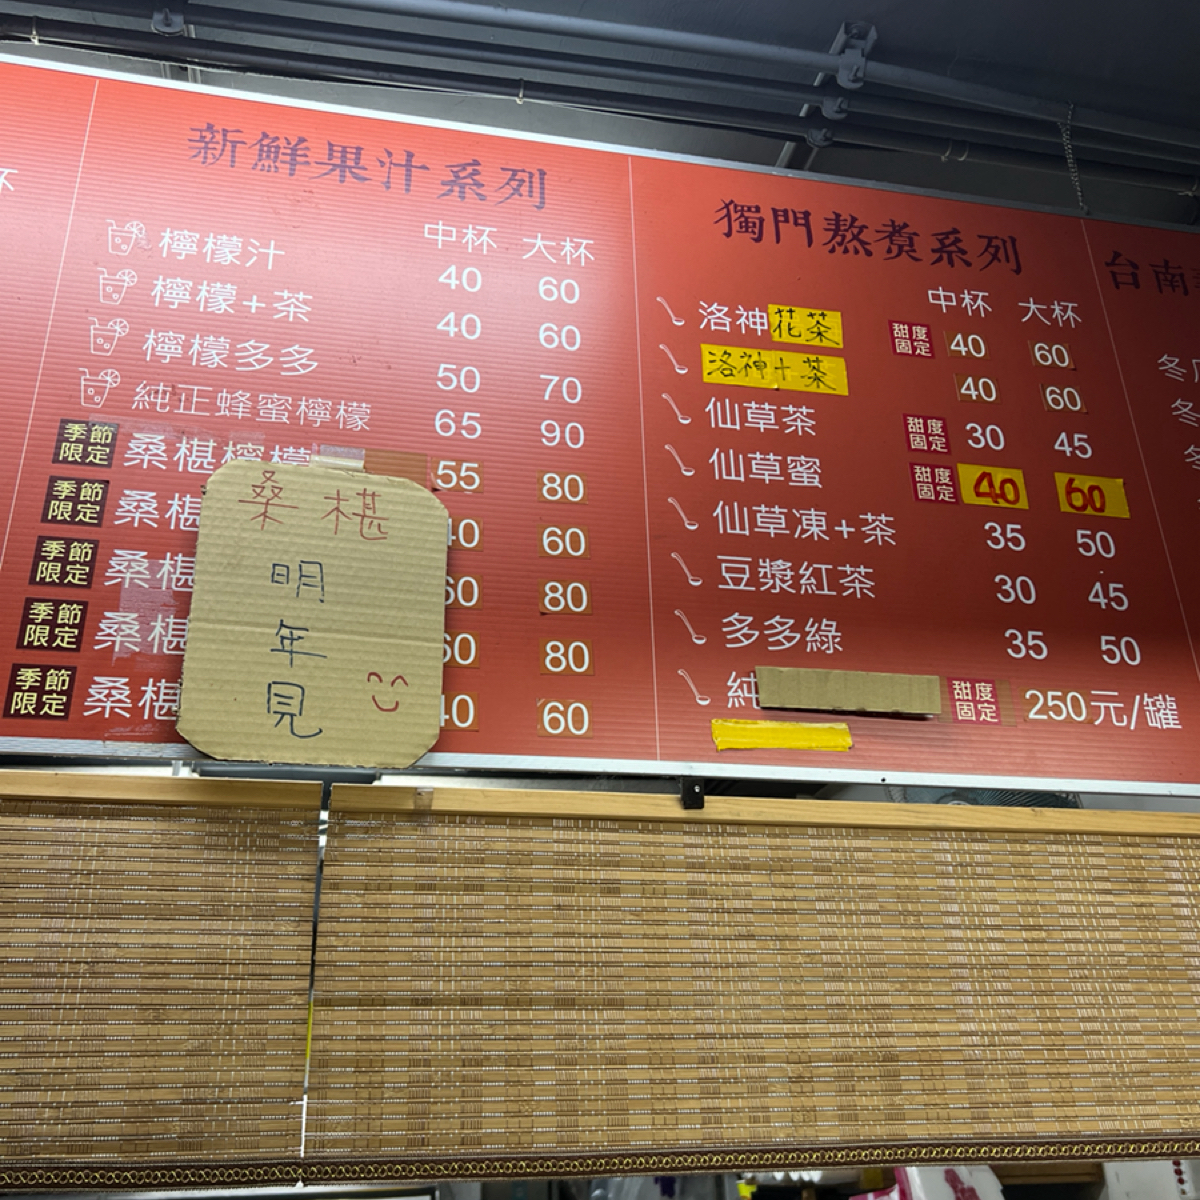 杯
新鮮果汁系列
中杯 大杯
檸檬汁 40 60
檸檬+茶 40 60
檸檬多多 50 70
純正蜂蜜檸檬 65 90
季節限定 桑椹檸檬 55 80
季節限定 桑椹 40 60
季節限定 桑椹 60 80
季節限定 桑椹 60 80
季節限定 桑椹 40 60
桑椹
明
年
見
獨門熬煮系列
中杯 大杯
洛神花茶 甜度固定 40 60
洛神+茶 40 60
仙草茶 甜度固定 30 45
仙草蜜 甜度固定 40 60
仙草凍+茶 35 50
豆漿紅茶 30 45
多多綠 35 50
純 甜度固定 250元/罐
台南
冬瓜
冬